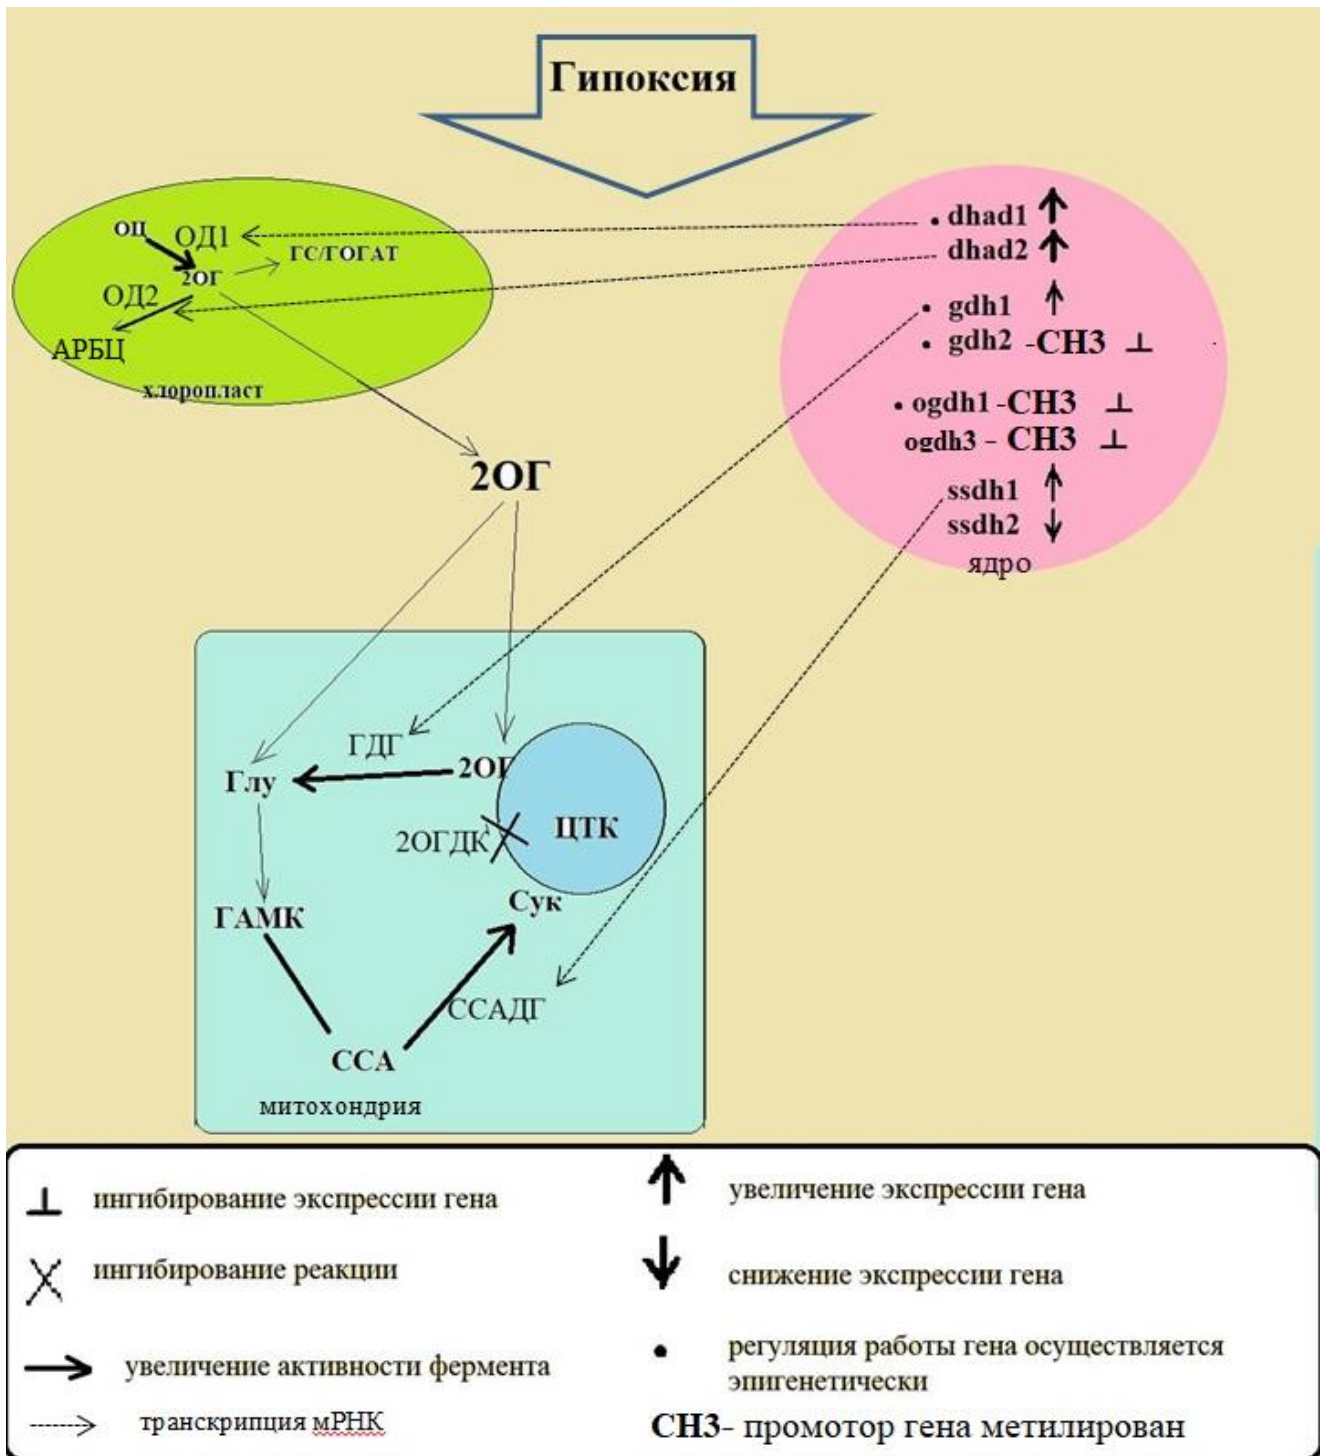 Гипоксия
ОЦ
ОД1
ГС/ГОГАТ
2ОГ
ОД2
АРБЦ
хлоропласт
• dhad1
dhad2
• gdh1
• gdh2 -CH3 ⊥
• ogdh1 -CH3 ⊥
ogdh3 - CH3 ⊥
ssdh1
ssdh2
ядро
2ОГ
ГДГ
Глу
2ОГ
2ОГДК
ЦТК
ГАМК
Сук
ССАДГ
ССА
митохондрия
⊥ ингибирование экспрессии гена
ингибирование реакции
увеличение активности фермента
транскрипция мРНК
увеличение экспрессии гена
снижение экспрессии гена
• регуляция работы гена осуществляется
эпигенетически
CH3- промотор гена метилирован